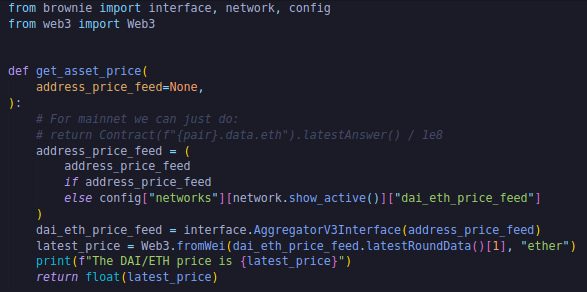 from brownie import interface, network, config
from web3 import Web3
def get_asset_price(
    address_price_feed=None,
):
    # For mainnet we can just do:
    # return Contract(f"{pair}.data.eth").latestAnswer() / 1e8
    address_price_feed = (
        address_price_feed
        if address_price_feed
        else config["networks"][network.show_active()]["dai_eth_price_feed"]
    )
    dai_eth_price_feed = interface.AggregatorV3Interface(address_price_feed)
    latest_price = Web3.fromWei(dai_eth_price_feed.latestRoundData()[1], "ether")
    print(f"The DAI/ETH price is {latest_price}")
    return float(latest_price)